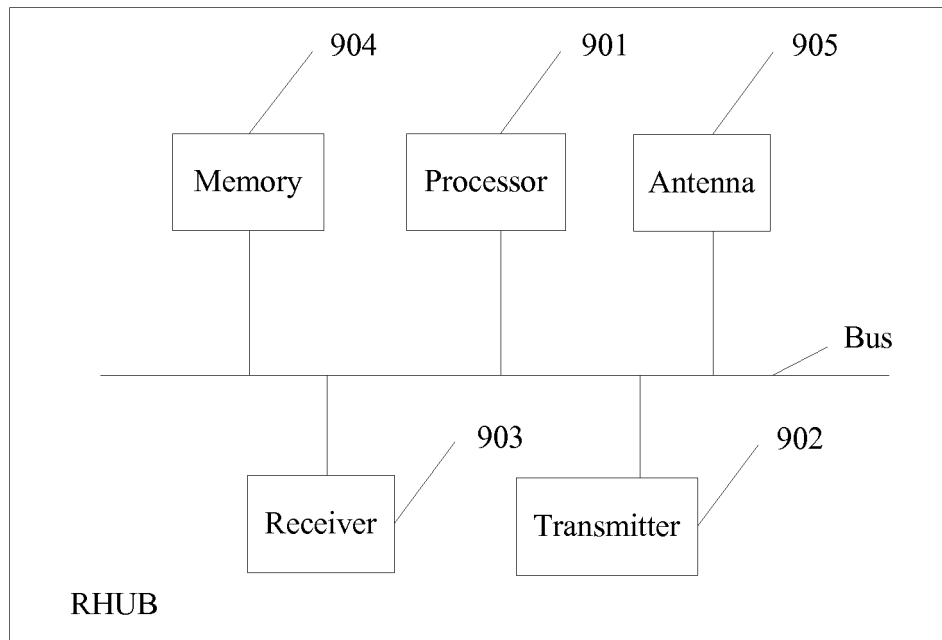 904
901
905
Memory
Processor
Antenna
Bus
903
902
Receiver
Transmitter
RHUB